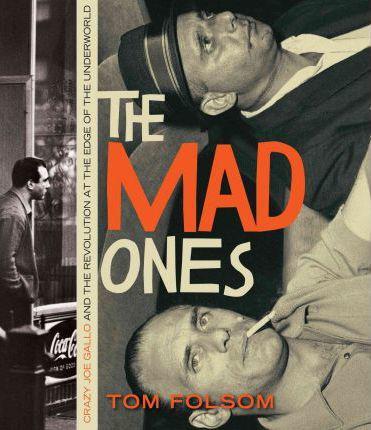 THE
MAD
ONES
CRAZY JOE GALLO AND THE REVOLUTION AT THE EDGE OF THE UNDERWORLD
TOM FOLSOM
Coca-Cola